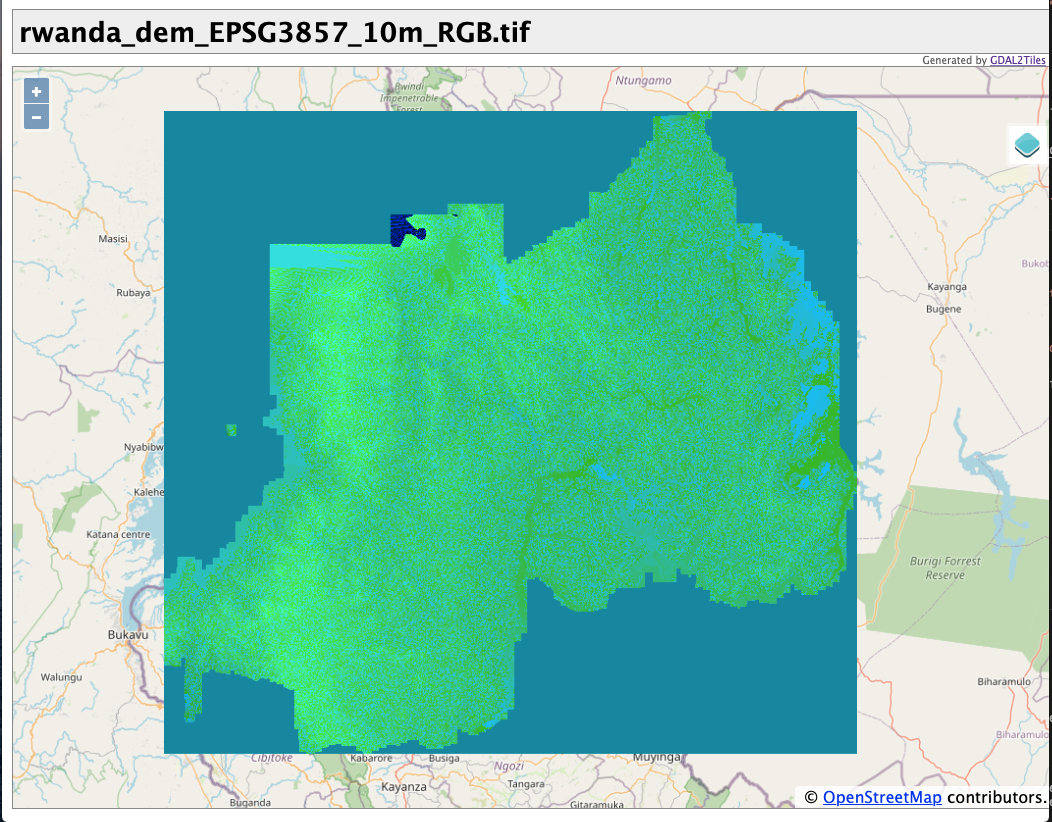 rwanda_dem_EPSG3857_10m_RGB.tif
Generated by GDAL2Tiles
+
−
Bwindi
Impenetrable
Forest
Ntungamo
Masisi
Rubaya
Kayanga
Bugene
Bukob
Nyabibw
Kalehe
Katana centre
Bukavu
Walungu
Burigi Forrest
Reserve
Biharamulo
Biharamulo
Cibitoke
Kabarore
Busiga
Ngozi
Muyinga
Kayanza
Tangara
Buganda
Gitaramuka
© OpenStreetMap contributors.